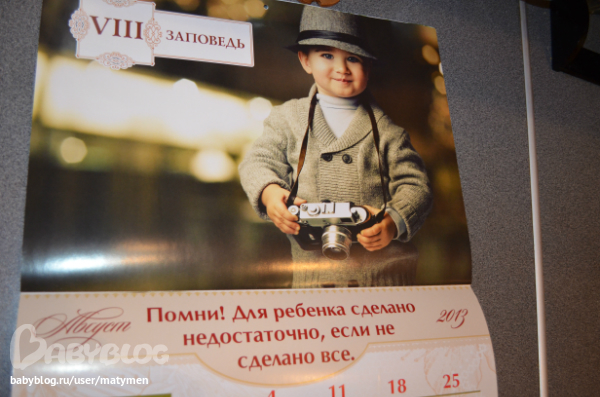 VIII ЗАПОВЕДЬ
Август
Помни! Для ребенка сделано
недостаточно, если не
сделано все.
2013
4 11 18 25
BABYBLOG
babyblog.ru/user/matymen